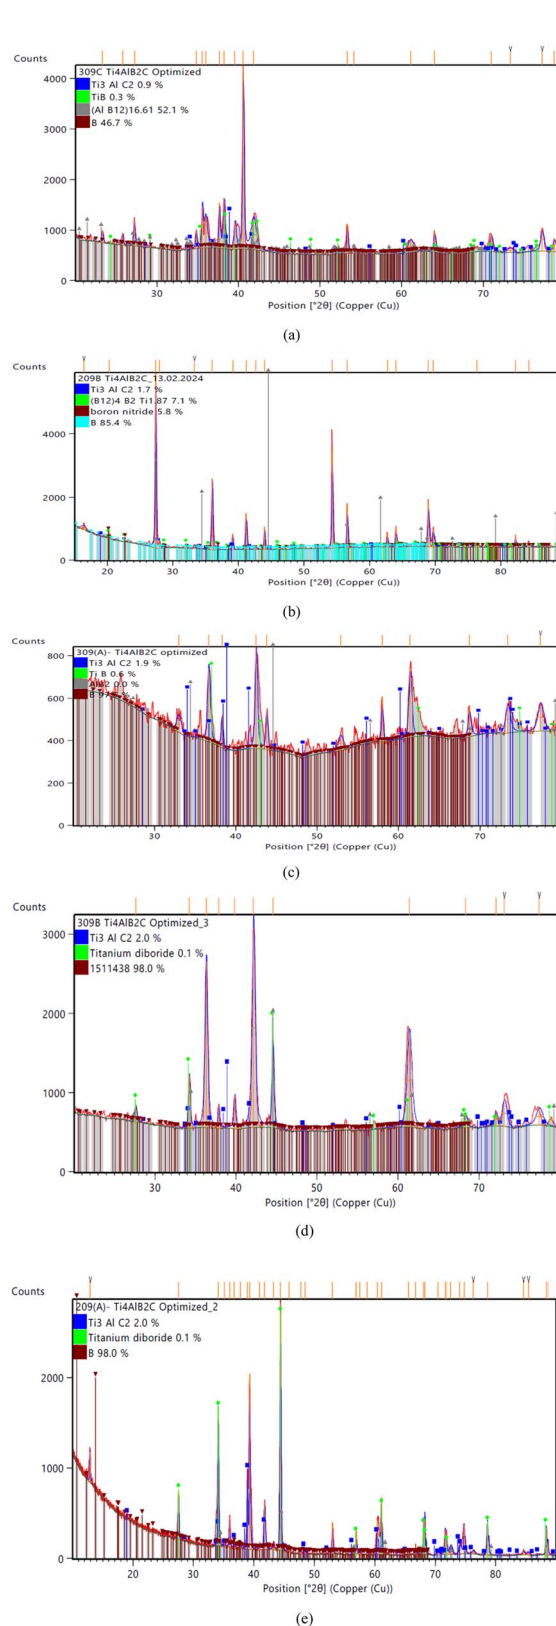 Counts
309C Ti4AlB2C Optimized
Ti3 Al C2 0.9 %
TiB 0.3 %
(Al B12)16.61 52.1 %
B 46.7 %
4000
3000
2000
1000
0
30 40 50 60 70
Position [°2θ] (Copper (Cu))
(a)
Counts
209B Ti4AlB2C_13.02.2024
Ti3 Al C2 1.7 %
(B12)4 B2 Ti1.87 7.1 %
boron nitride 5.8 %
B 85.4 %
4000
2000
0
20 30 40 50 60 70 80
Position [°2θ] (Copper (Cu))
(b)
Counts
309(A)- Ti4AlB2C optimized
Ti3 Al C2 1.9 %
Ti B 0.6 %
0.0 %
B
800
600
400
200
0
30 40 50 60 70
Position [°2θ] (Copper (Cu))
(c)
Counts
309B Ti4AlB2C Optimized_3
Ti3 Al C2 2.0 %
Titanium diboride 0.1 %
1511438 98.0 %
3000
2000
1000
0
30 40 50 60 70
Position [°2θ] (Copper (Cu))
(d)
Counts
209(A)- Ti4AlB2C Optimized_2
Ti3 Al C2 2.0 %
Titanium diboride 0.1 %
B 98.0 %
2000
1000
0
20 30 40 50 60 70 80
Position [°2θ] (Copper (Cu))
(e)